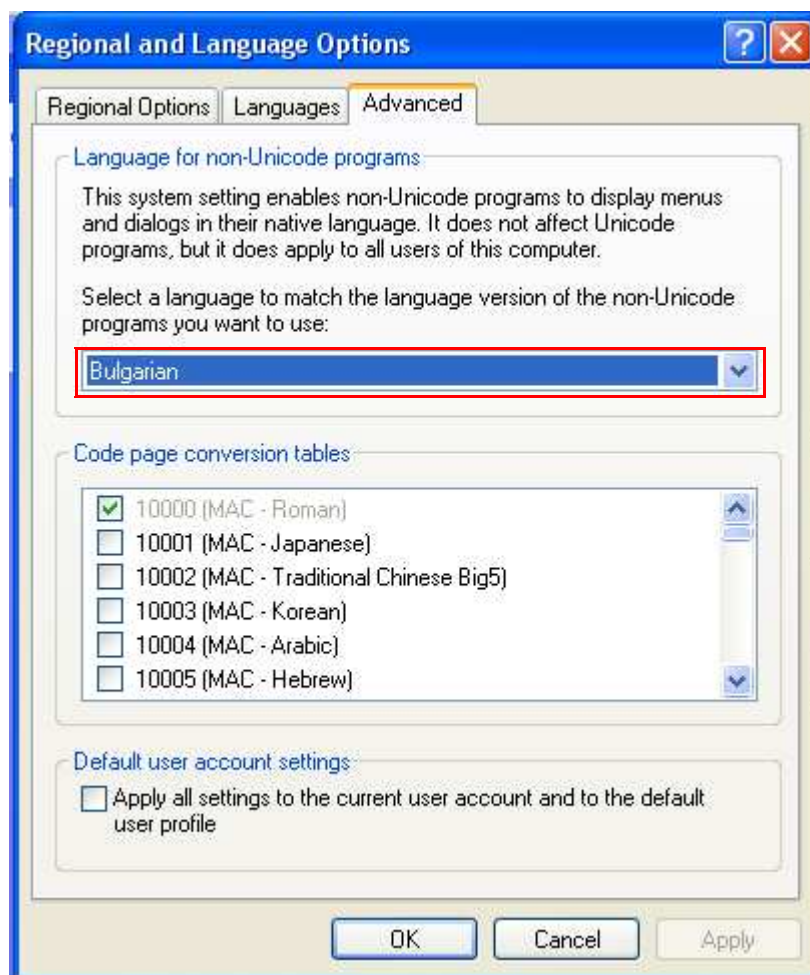 Regional and Language Options
Regional Options Languages Advanced
Language for non-Unicode programs
This system setting enables non-Unicode programs to display menus
and dialogs in their native language. It does not affect Unicode
programs, but it does apply to all users of this computer.
Select a language to match the language version of the non-Unicode
programs you want to use:
Bulgarian
Code page conversion tables
10000 (MAC - Roman)
10001 (MAC - Japanese)
10002 (MAC - Traditional Chinese Big5)
10003 (MAC - Korean)
10004 (MAC - Arabic)
10005 (MAC - Hebrew)
Default user account settings
Apply all settings to the current user account and to the default
user profile
OK Cancel Apply